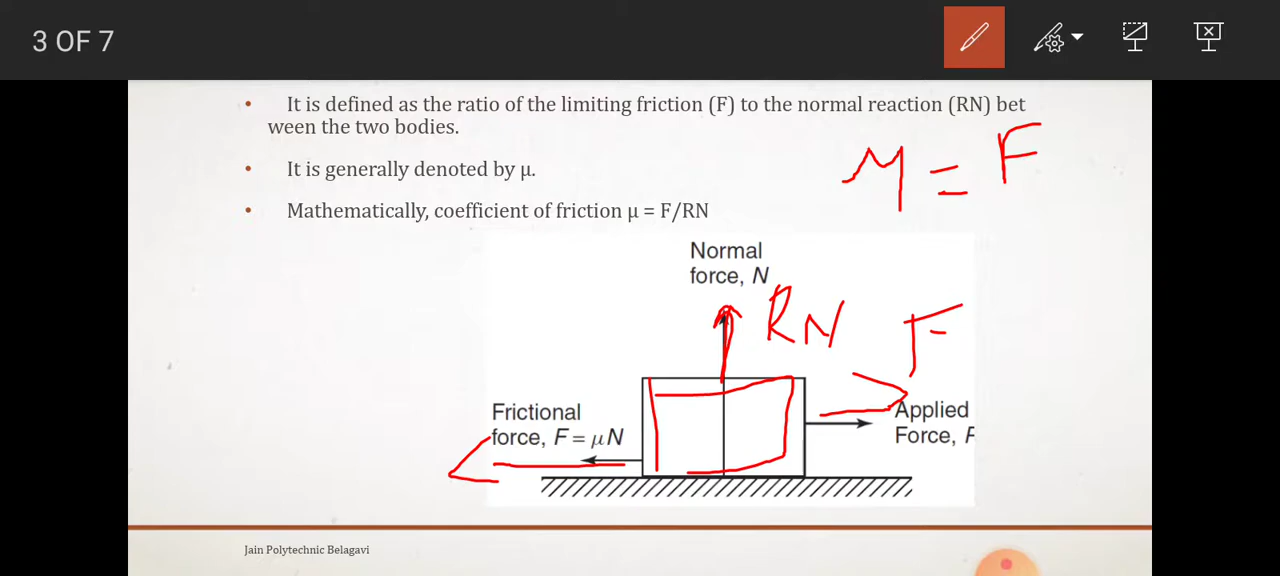 3 OF 7
• It is defined as the ratio of the limiting friction (F) to the normal reaction (RN) bet
ween the two bodies.
• It is generally denoted by μ.
• Mathematically, coefficient of friction μ = F/RN
μ = F
Normal
force, N
RN
F
Frictional
force, F = μN
Applied
Force, F
Jain Polytechnic Belagavi